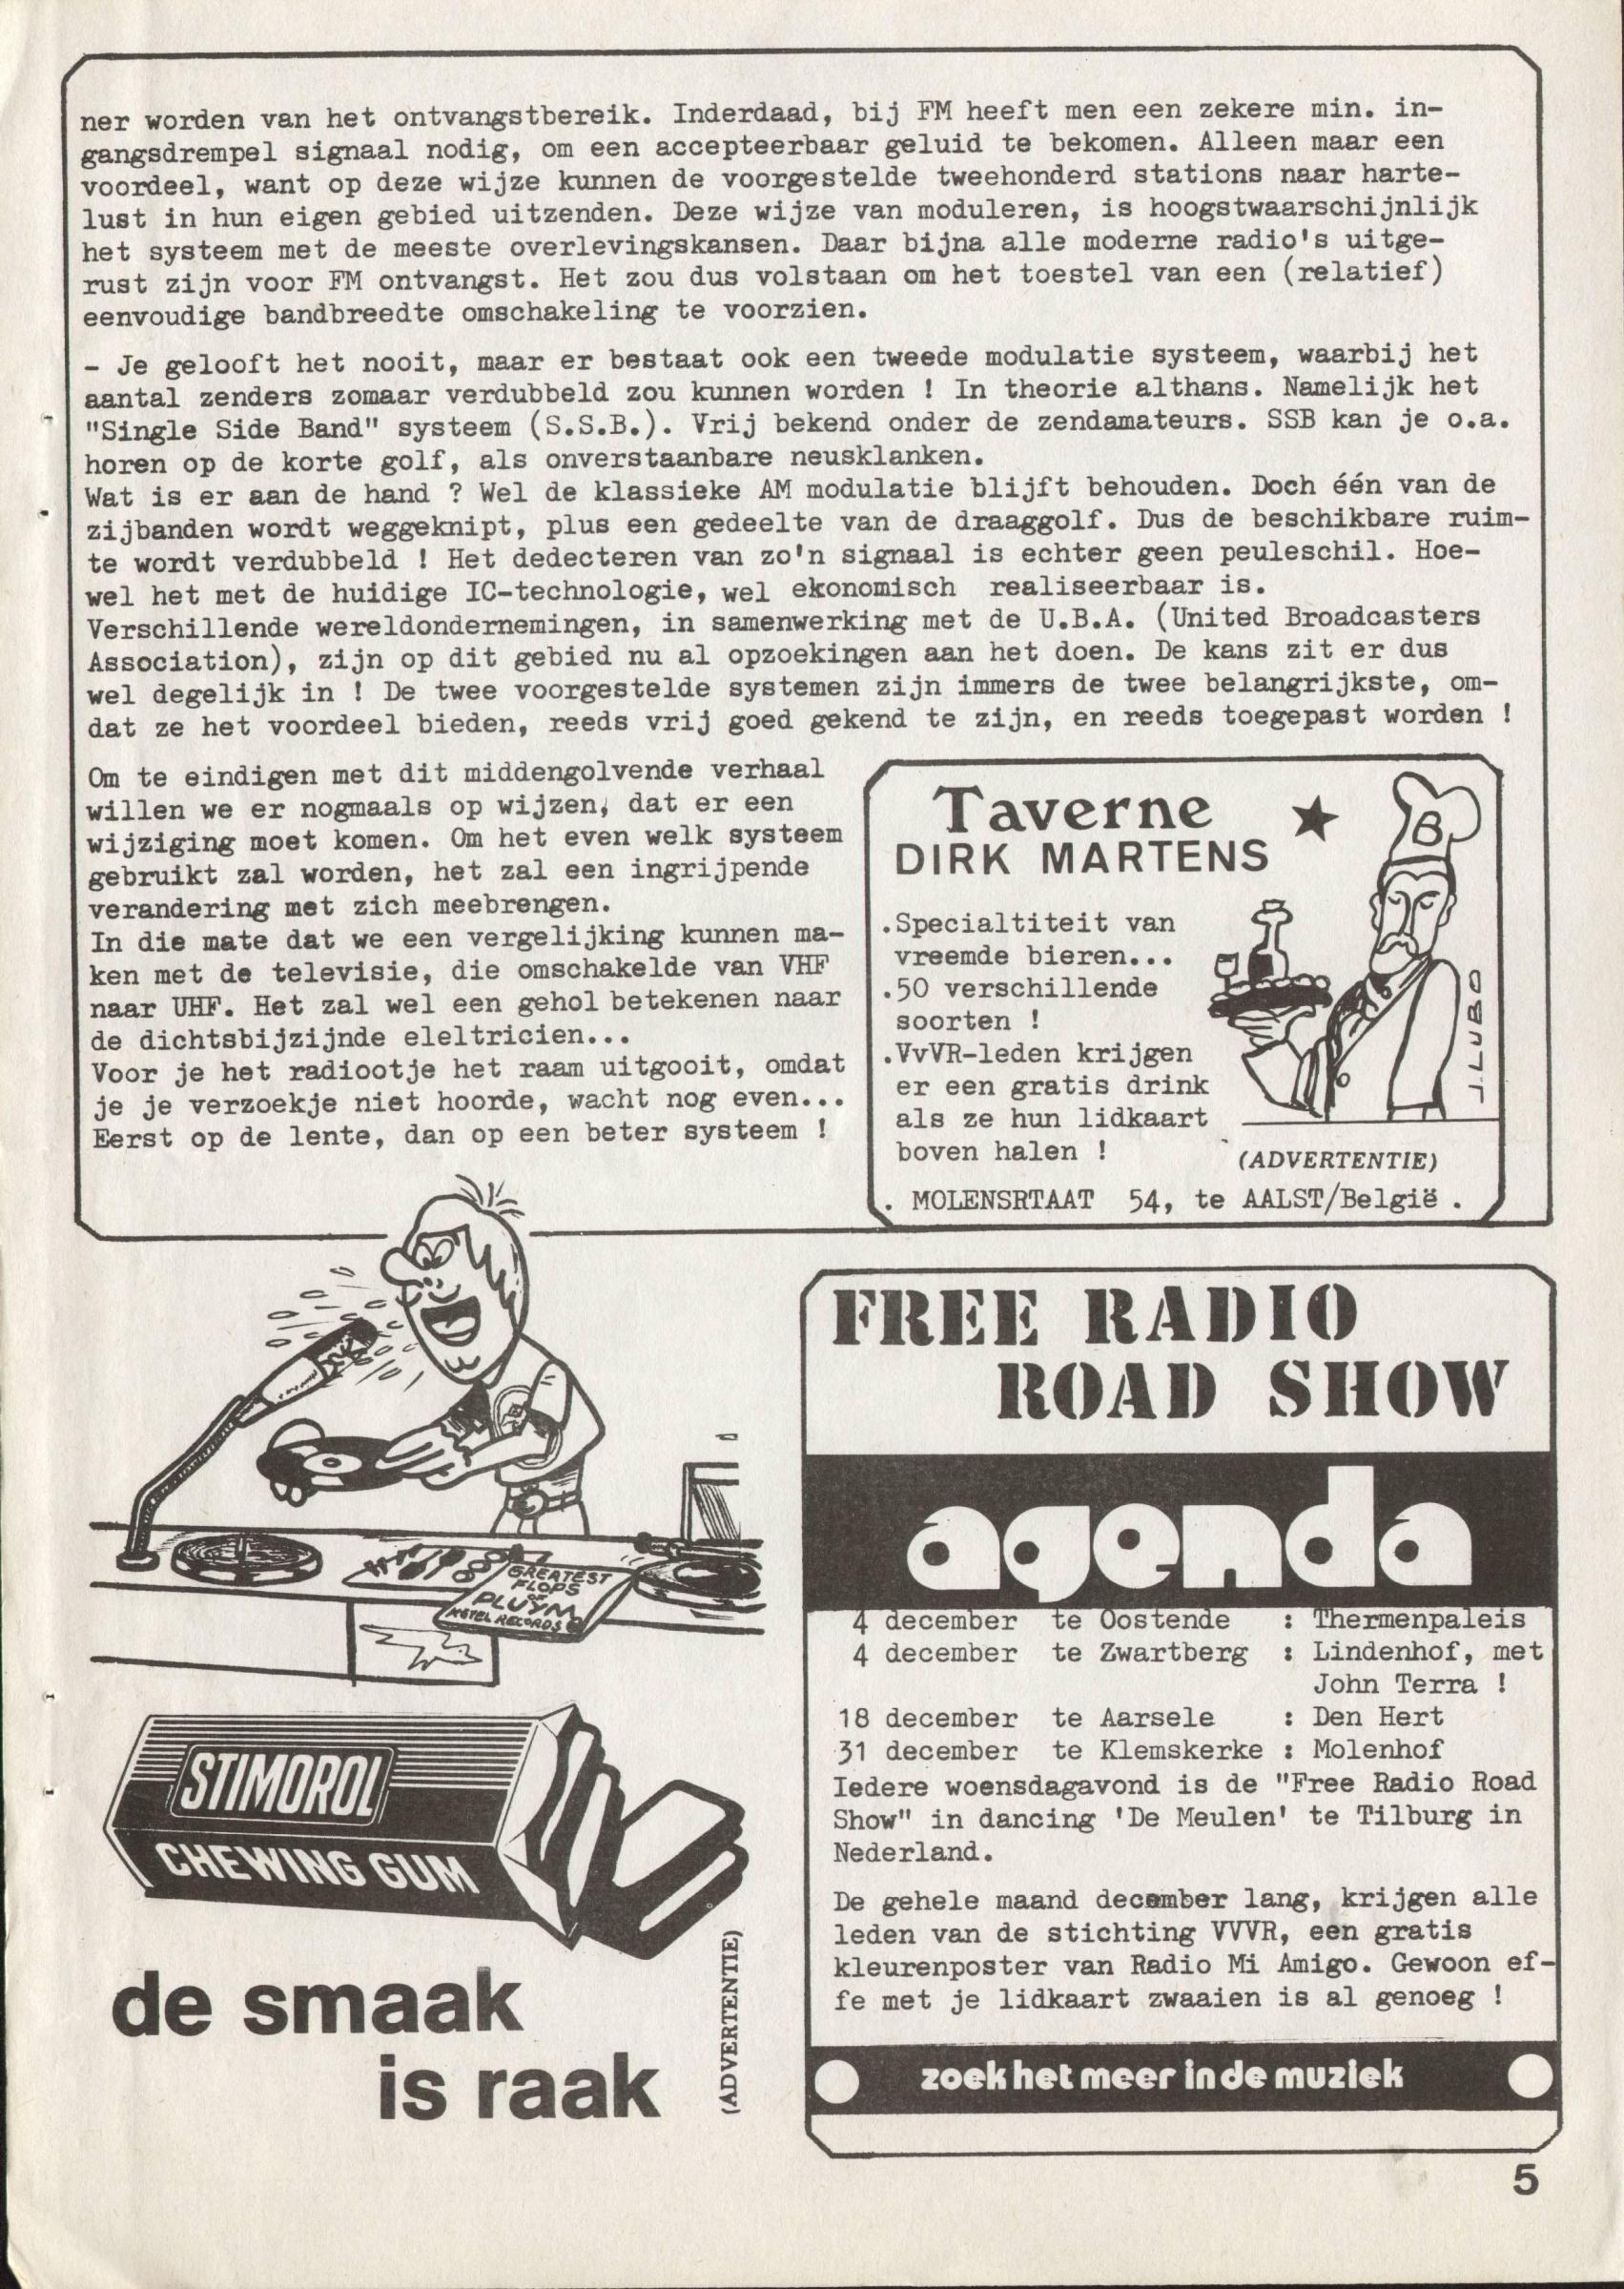 ner worden van het ontvangstbereik. Inderdaad, bij FM heeft men een zekere min. in-
gangsdrempel signaal nodig, om een accepteerbaar geluid te bekomen. Alleen maar een
voordeel, want op deze wijze kunnen de voorgestelde tweehonderd stations naar harte-
lust in hun eigen gebied uitzenden. Deze wijze van moduleren, is hoogstwaarschijnlijk
het systeem met de meeste overlevingskansen. Daar bijna alle moderne radio's uitge-
rust zijn voor FM ontvangst. Het zou dus volstaan om het toestel van een (relatief)
eenvoudige bandbreedte omschakeling te voorzien.
- Je gelooft het nooit, maar er bestaat ook een tweede modulatie systeem, waarbij het
aantal zenders zomaar verdubbeld zou kunnen worden ! In theorie althans. Namelijk het
"Single Side Band" systeem (S.S.B.). Vrij bekend onder de zendamateurs. SSB kan je o.a.
horen op de korte golf, als onverstaanbare neusklanken.
Wat is er aan de hand ? Wel de klassieke AM modulatie blijft behouden. Doch één van de
zijbanden wordt weggeknipt, plus een gedeelte van de draaggolf. Dus de beschikbare ruim-
te wordt verdubbeld ! Het dedecteren van zo'n signaal is echter geen peuleschil. Hoe-
wel het met de huidige IC-technologie, wel ekonomisch realiseerbaar is.
Verschillende wereldondernemingen, in samenwerking met de U.B.A. (United Broadcasters
Association), zijn op dit gebied nu al opzoekingen aan het doen. De kans zit er dus
wel degelijk in ! De twee voorgestelde systemen zijn immers de twee belangrijkste, om-
dat ze het voordeel bieden, reeds vrij goed gekend te zijn, en reeds toegepast worden !
Om te eindigen met dit middengolvende verhaal
willen we er nogmaals op wijzen, dat er een
wijziging moet komen. Om het even welk systeem
gebruikt zal worden, het zal een ingrijpende
verandering met zich meebrengen.
In die mate dat we een vergelijking kunnen ma-
ken met de televisie, die omschakelde van VHF
naar UHF. Het zal wel een gehol betekenen naar
de dichtsbijzijnde eleltricien...
Voor je het radiootje het raam uitgooit, omdat
je je verzoekje niet hoorde, wacht nog even...
Eerst op de lente, dan op een beter systeem !
Taverne
DIRK MARTENS
B
.Specialtiteit van
vreemde bieren...
.50 verschillende
soorten !
.VvVR-leden krijgen
er een gratis drink
als ze hun lidkaart
boven halen !
J.LUBO
(ADVERTENTIE)
. MOLENSRTAAT 54, te AALST/België .
GREATEST
FLOPS
OF
PLUYM
KETEL RECORDS
STIMOROL
CHEWING GUM
de smaak
is raak
(ADVERTENTIE)
FREE RADIO
ROAD SHOW
agenda
4 december te Oostende : Thermenpaleis
4 december te Zwartberg : Lindenhof, met
John Terra !
18 december te Aarsele : Den Hert
31 december te Klemskerke : Molenhof
Iedere woensdagavond is de "Free Radio Road
Show" in dancing 'De Meulen' te Tilburg in
Nederland.
De gehele maand december lang, krijgen alle
leden van de stichting VVVR, een gratis
kleurenposter van Radio Mi Amigo. Gewoon ef-
fe met je lidkaart zwaaien is al genoeg !
zoek het meer in de muziek
5